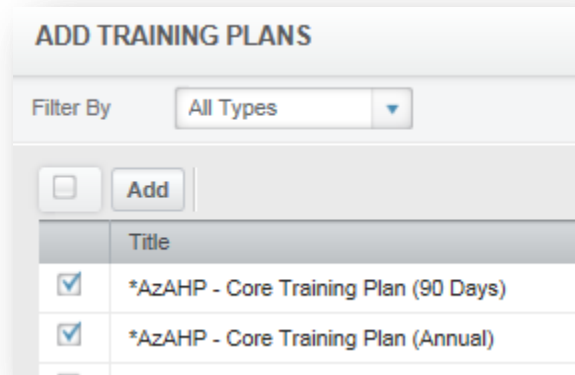 ADD TRAINING PLANS
Filter By All Types
Add
Title
*AzAHP - Core Training Plan (90 Days)
*AzAHP - Core Training Plan (Annual)